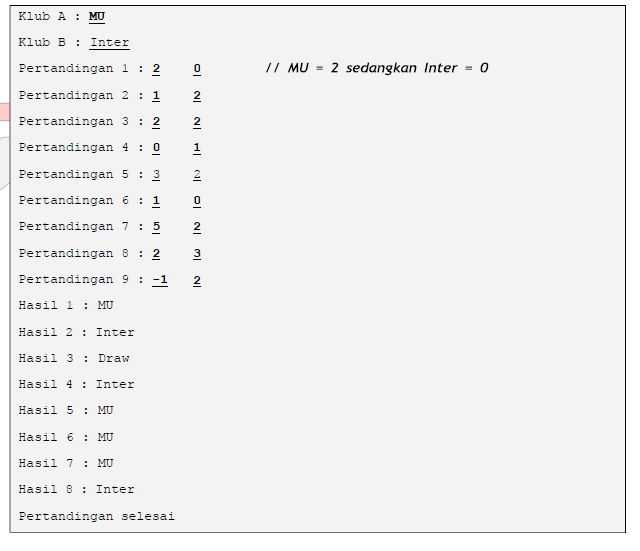 Klub A : MU
Klub B : Inter
Pertandingan 1 : 2 0 // MU = 2 sedangkan Inter = 0
Pertandingan 2 : 1 2
Pertandingan 3 : 2 2
Pertandingan 4 : 0 1
Pertandingan 5 : 3 2
Pertandingan 6 : 1 0
Pertandingan 7 : 5 2
Pertandingan 8 : 2 3
Pertandingan 9 : -1 2
Hasil 1 : MU
Hasil 2 : Inter
Hasil 3 : Draw
Hasil 4 : Inter
Hasil 5 : MU
Hasil 6 : MU
Hasil 7 : MU
Hasil 8 : Inter
Pertandingan selesai